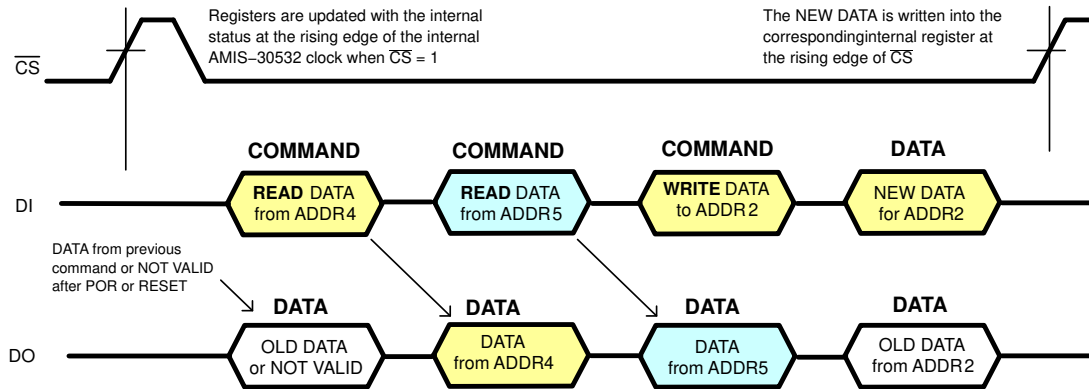 Registers are updated with the internal
status at the rising edge of the internal
AMIS−30532 clock when CS = 1
The NEW DATA is written into the
correspondinginternal register at
the rising edge of CS
CS
COMMAND
COMMAND
COMMAND
DATA
DI
READ DATA
from ADDR4
READ DATA
from ADDR5
WRITE DATA
to ADDR2
NEW DATA
for ADDR2
DATA from previous
command or NOT VALID
after POR or RESET
DATA
DATA
DATA
DATA
DO
OLD DATA
or NOT VALID
DATA
from ADDR4
DATA
from ADDR5
OLD DATA
from ADDR2